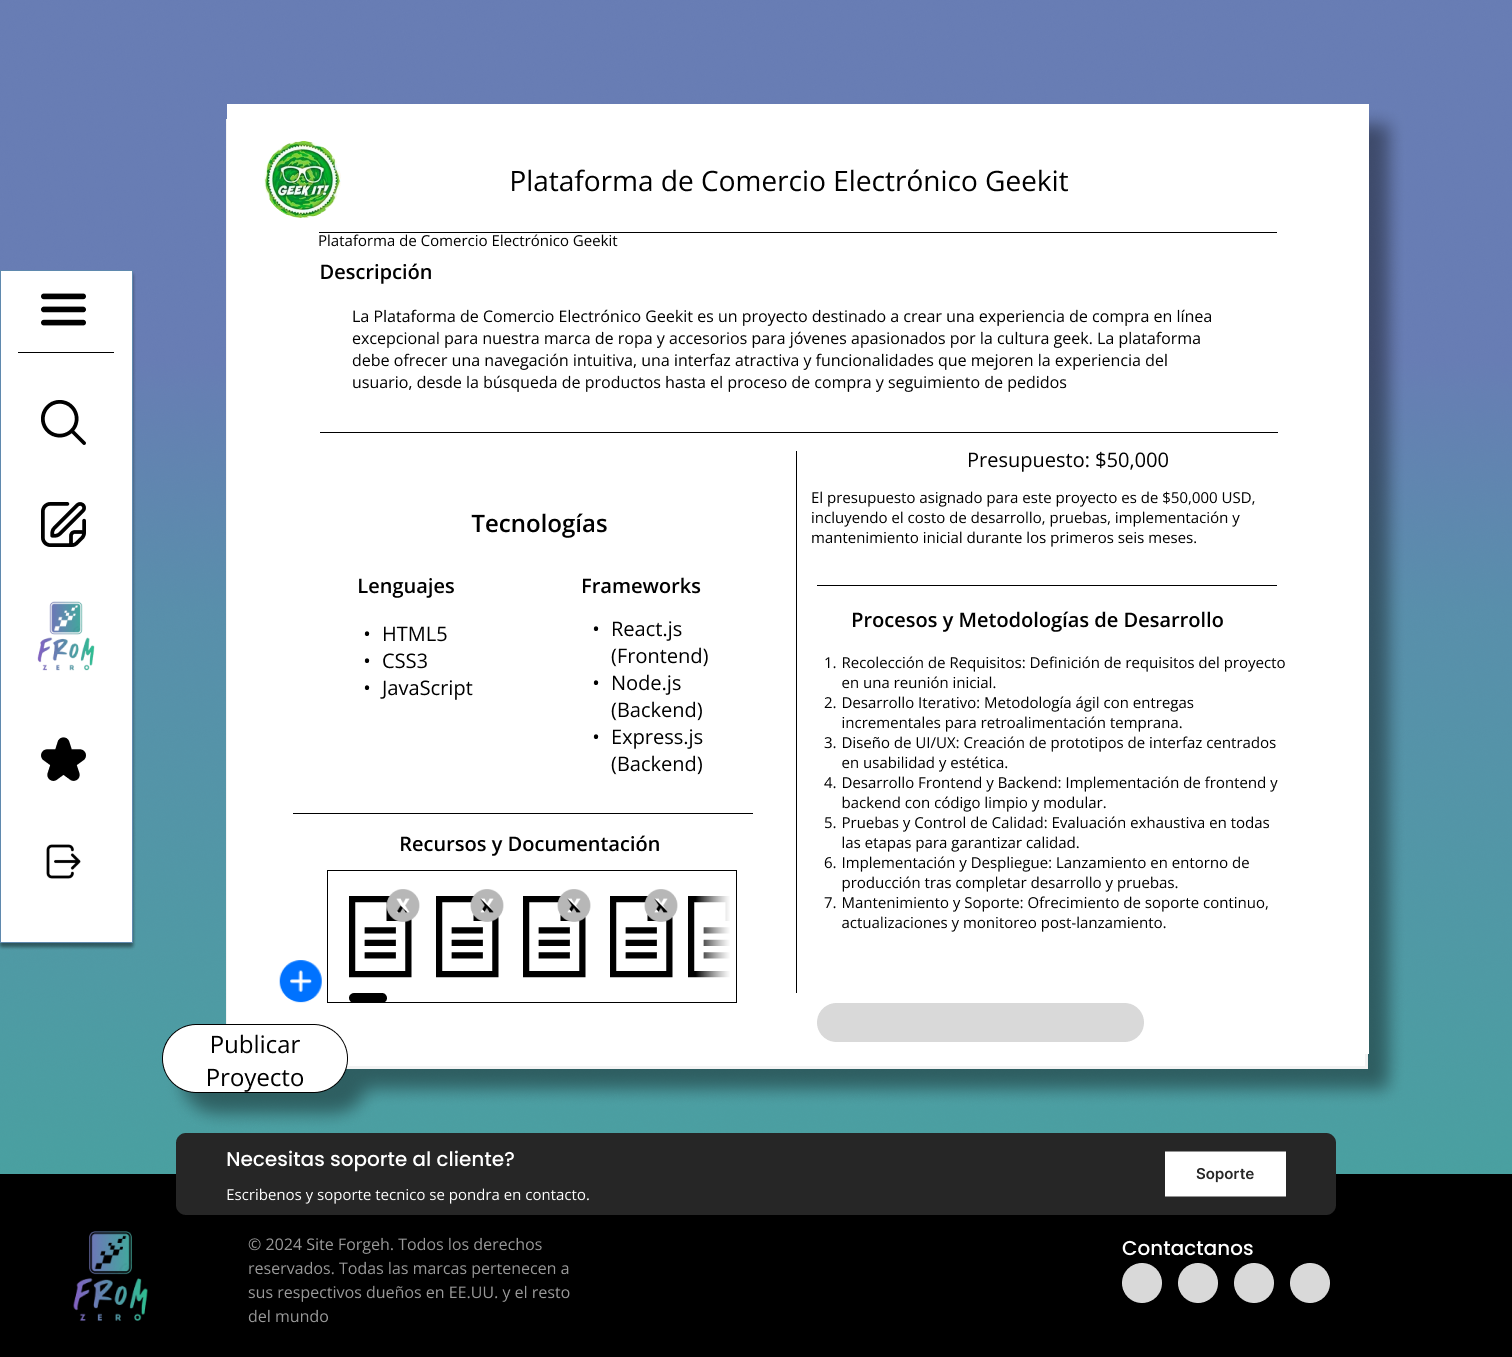 GEEK IT!
Plataforma de Comercio Electrónico Geekit
Plataforma de Comercio Electrónico Geekit
Descripción
La Plataforma de Comercio Electrónico Geekit es un proyecto destinado a crear una experiencia de compra en línea
excepcional para nuestra marca de ropa y accesorios para jóvenes apasionados por la cultura geek. La plataforma
debe ofrecer una navegación intuitiva, una interfaz atractiva y funcionalidades que mejoren la experiencia del
usuario, desde la búsqueda de productos hasta el proceso de compra y seguimiento de pedidos
FROM
ZERO
Tecnologías
Lenguajes
• HTML5
• CSS3
• JavaScript
Frameworks
• React.js
(Frontend)
• Node.js
(Backend)
• Express.js
(Backend)
Recursos y Documentación
X X X X
Publicar
Proyecto
Presupuesto: $50,000
El presupuesto asignado para este proyecto es de $50,000 USD,
incluyendo el costo de desarrollo, pruebas, implementación y
mantenimiento inicial durante los primeros seis meses.
Procesos y Metodologías de Desarrollo
1. Recolección de Requisitos: Definición de requisitos del proyecto
en una reunión inicial.
2. Desarrollo Iterativo: Metodología ágil con entregas
incrementales para retroalimentación temprana.
3. Diseño de UI/UX: Creación de prototipos de interfaz centrados
en usabilidad y estética.
4. Desarrollo Frontend y Backend: Implementación de frontend y
backend con código limpio y modular.
5. Pruebas y Control de Calidad: Evaluación exhaustiva en todas
las etapas para garantizar calidad.
6. Implementación y Despliegue: Lanzamiento en entorno de
producción tras completar desarrollo y pruebas.
7. Mantenimiento y Soporte: Ofrecimiento de soporte continuo,
actualizaciones y monitoreo post-lanzamiento.
Necesitas soporte al cliente?
Escribenos y soporte tecnico se pondra en contacto.
Soporte
FROM
ZERO
© 2024 Site Forgeh. Todos los derechos
reservados. Todas las marcas pertenecen a
sus respectivos dueños en EE.UU. y el resto
del mundo
Contactanos